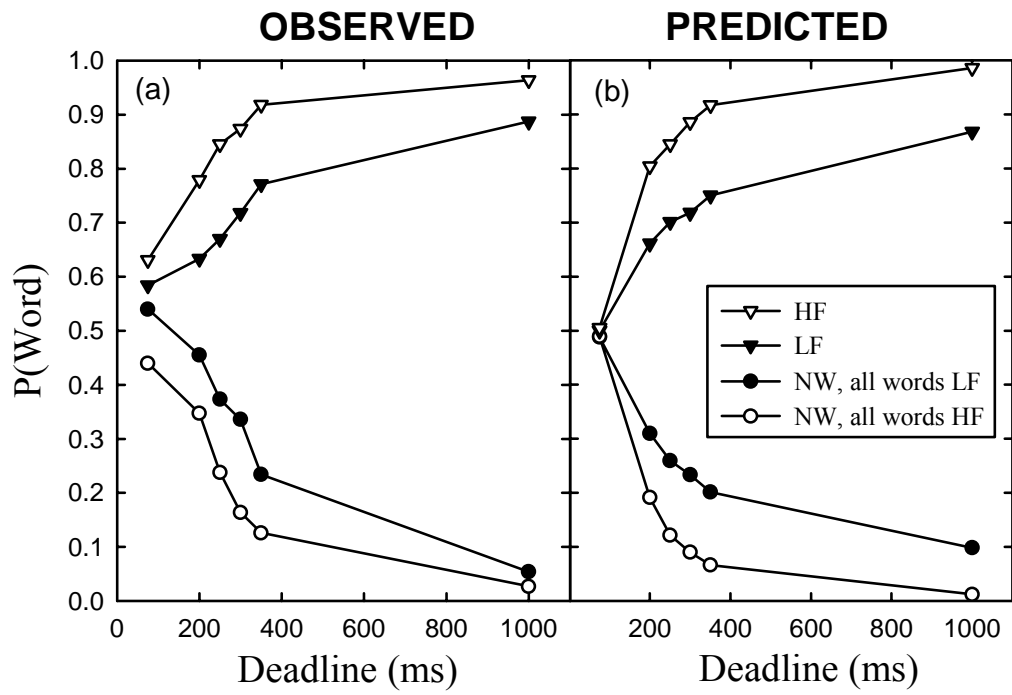 OBSERVED
PREDICTED
(a)
(b)
P(Word)
1.0
0.9
0.8
0.7
0.6
0.5
0.4
0.3
0.2
0.1
0.0
HF
LF
NW, all words LF
NW, all words HF
0 200 400 600 800 1000
200 400 600 800 1000
Deadline (ms)
Deadline (ms)